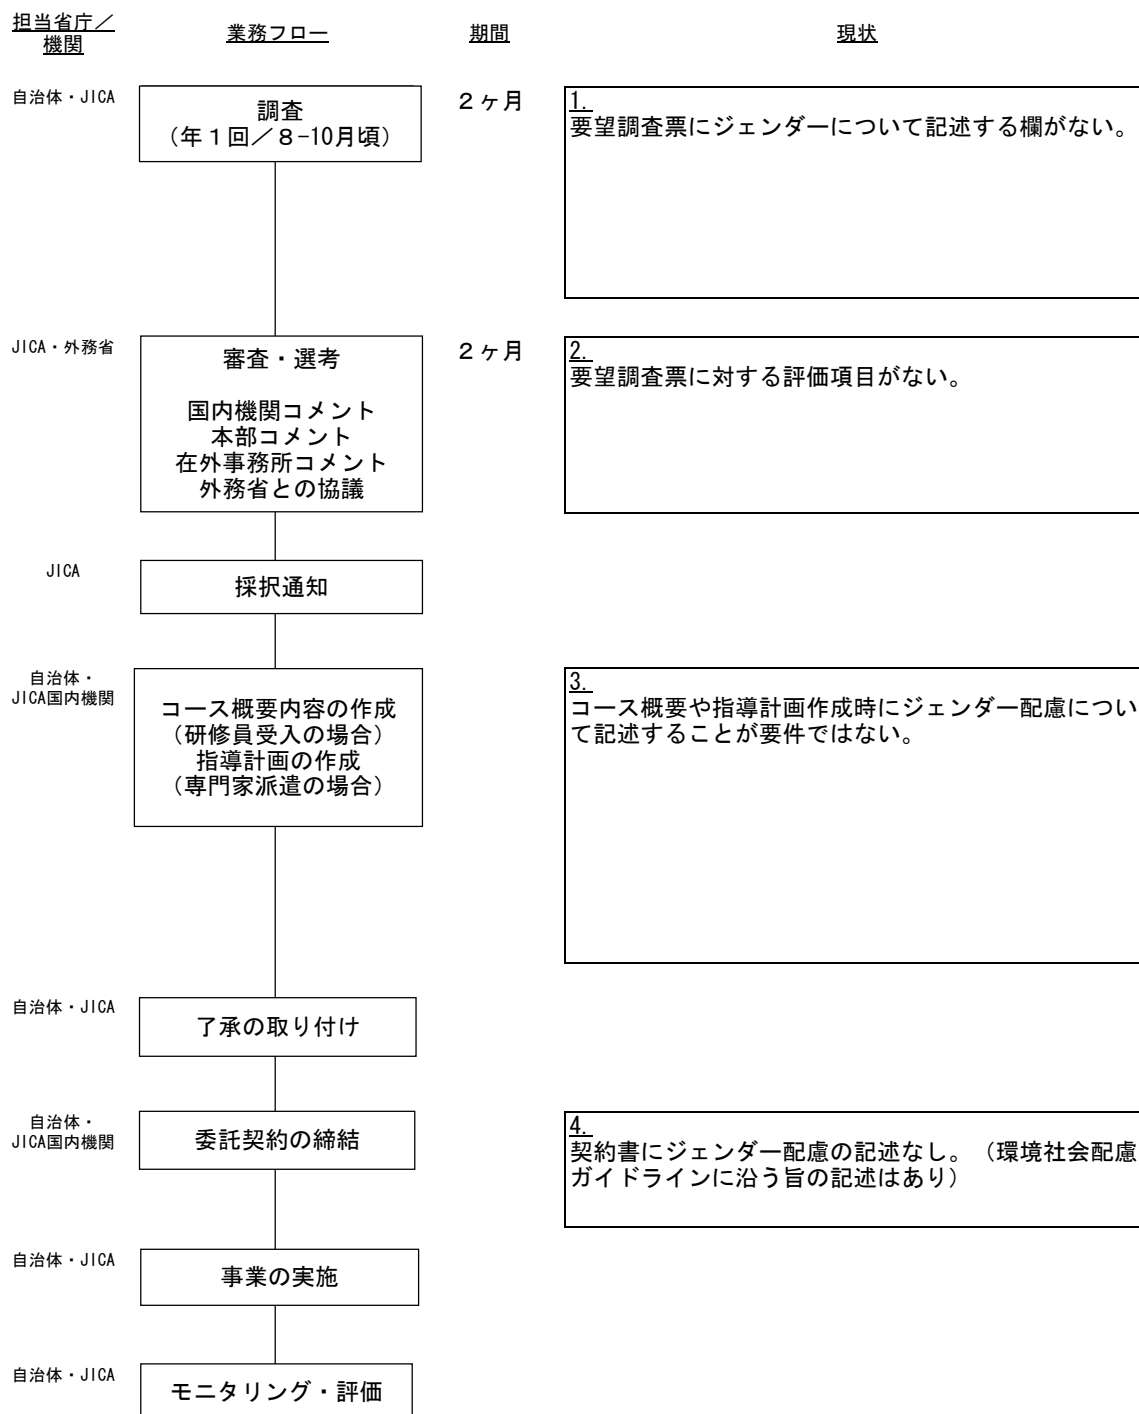 担当省庁／
機関
業務フロー
期間
現状
自治体・JICA
調査
（年１回／８-10月頃）
２ヶ月
1.
要望調査票にジェンダーについて記述する欄がない。
JICA・外務省
審査・選考
国内機関コメント
本部コメント
在外事務所コメント
外務省との協議
２ヶ月
2.
要望調査票に対する評価項目がない。
JICA
採択通知
自治体・
JICA国内機関
コース概要内容の作成
（研修員受入の場合）
指導計画の作成
（専門家派遣の場合）
3.
コース概要や指導計画作成時にジェンダー配慮につい
て記述することが要件ではない。
自治体・JICA
了承の取り付け
自治体・
JICA国内機関
委託契約の締結
4.
契約書にジェンダー配慮の記述なし。（環境社会配慮
ガイドラインに沿う旨の記述はあり）
自治体・JICA
事業の実施
自治体・JICA
モニタリング・評価